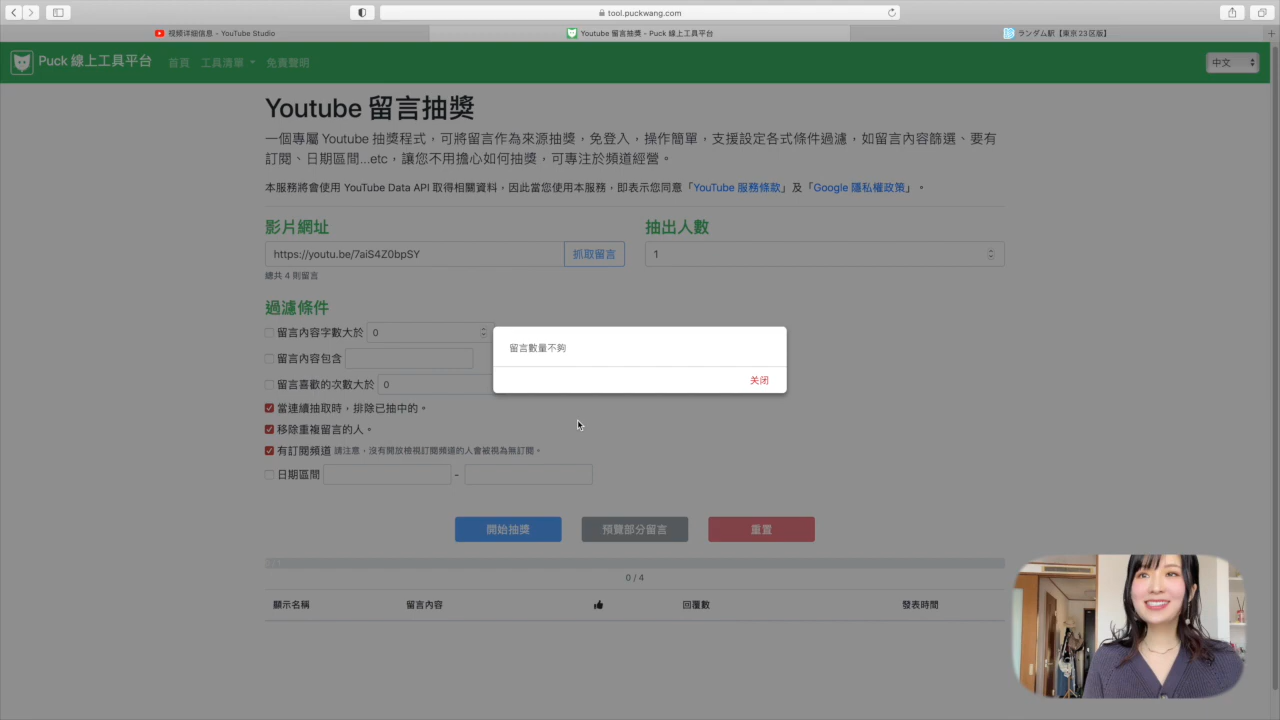 tool.puckwang.com
視頻详细信息 - YouTube Studio
Youtube 留言抽獎 - Puck 線上工具平台
ランダム駅【東京23区版】
Puck 線上工具平台
首頁
工具清單
免責聲明
中文
Youtube 留言抽獎
一個專屬 Youtube 抽獎程式，可將留言作為來源抽獎，免登入，操作簡單，支援設定各式條件過濾，如留言內容篩選、要有
訂閱、日期區間...etc，讓您不用擔心如何抽獎，可專注於頻道經營。
本服務將會使用 YouTube Data API 取得相關資料，因此當您使用本服務，即表示您同意「YouTube 服務條款」及「Google 隱私權政策」。
影片網址
抽出人數
https://youtu.be/7aiS4Z0bpSY
抓取留言
1
總共 4 則留言
過濾條件
留言內容字數大於
0
留言內容包含
留言喜歡的次數大於
0
留言數量不夠
关闭
當連續抽取時，排除已抽中的。
移除重複留言的人。
有訂閱頻道 請注意，沒有開放檢視訂閱頻道的人會被視為無訂閱。
日期區間
-
開始抽獎
預覽部分留言
重置
0 / 4
顯示名稱
留言內容
回覆數
發表時間